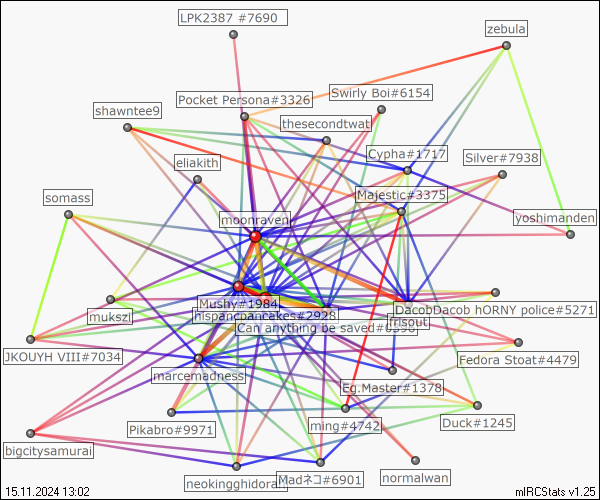 LPK2387 #7690
zebula
Swirly Boi#6154
Pocket Persona#3326
shawntee9
thesecondtwat
Cypha#1717
Silver#7938
eliakith
Majestic#3375
somass
moonraven
yoshimanden
Mushy#1984
mukszi
DacobDacob hORNY police#5271
hispancpancakes#2928
frisout
Can anything be saved#6996
JKOUYH VIII#7034
Fedora Stoat#4479
marcemadness
Eg.Master#1378
Duck#1245
Pikabro#9971
ming#4742
bigcitysamurai
normalwan
neokingghidorah
Madネコ#6901
15.11.2024 13:02
mIRCStats v1.25